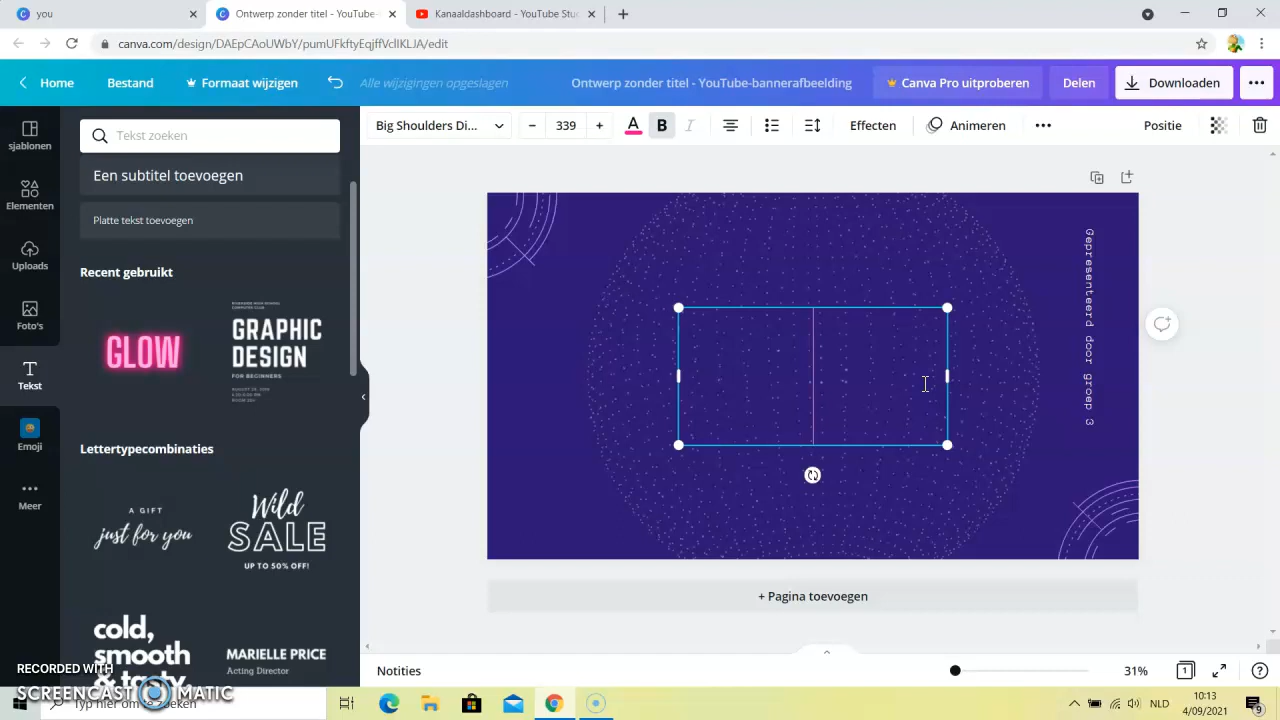 you
Ontwerp zonder titel - YouTube-
Kanaaldashboard - YouTube Stu
canva.com/design/DAEpCAoUWbY/pumUFkftyEqjffVclIKLJA/edit
Home
Bestand
Formaat wijzigen
Alle wijzigingen opgeslagen
Ontwerp zonder titel - YouTube-bannerafbeelding
Canva Pro uitproberen
Delen
Downloaden
Big Shoulders Di...
339
A
B
I
Effecten
Animeren
Positie
sjablonen
Elementen
Uploads
Foto's
Tekst
Emoji
Meer
Tekst zoeken
Een subtitel toevoegen
Platte tekst toevoegen
Recent gebruikt
GLOW
GRAPHIC
DESIGN
FOR BEGINNERS
Lettertypecombinaties
A GIFT
just for you
Wild
SALE
UP TO 50% OFF!
cold,
smooth
& tasty.
MARIELLE PRICE
Acting Director
Gepresenteerd door groep 3
+ Pagina toevoegen
Notities
31%
1
RECORDED WITH
SCREENCAST MATIC
Typ hier om te zoeken
NLD
10:13
4/09/2021
9